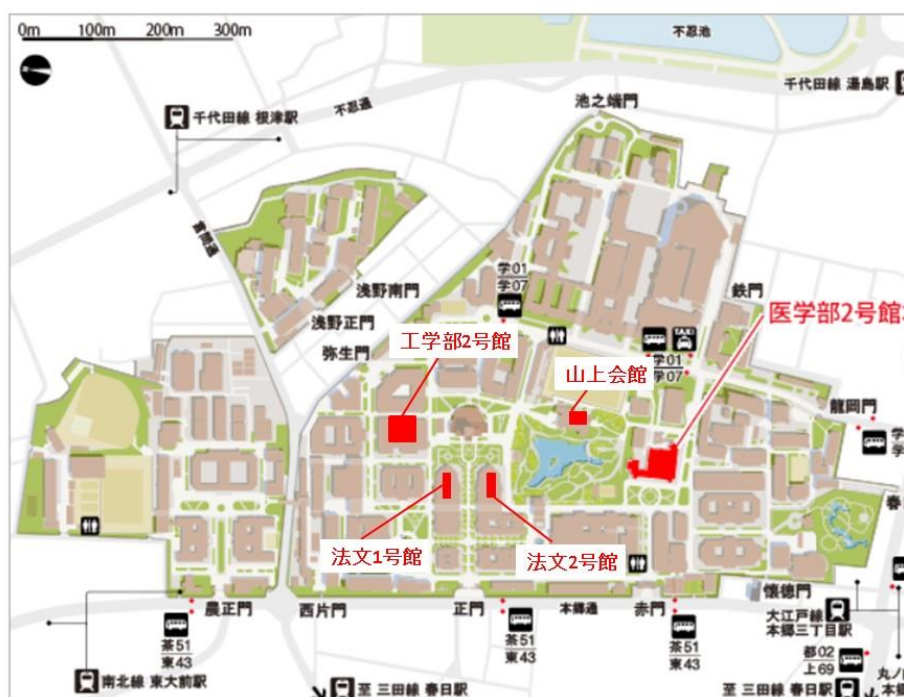 0m 100m 200m 300m
不忍池
千代田線 湯島駅
池之端門
千代田線 根津駅
不忍通
言問通
学01
学07
浅野南門
浅野正門
鉄門
医学部2号館
工学部2号館
弥生門
TAXI
学01
学07
山上会館
龍岡門
学
学
春
法文1号館
法文2号館
農正門
西片門
正門
本郷通
赤門
懐徳門
大江戸線
本郷三丁目駅
茶51
東43
茶51
東43
茶51
東43
都02
上69
丸ノ
本
南北線 東大前駅
至 三田線 春日駅
至 三田線 春日駅